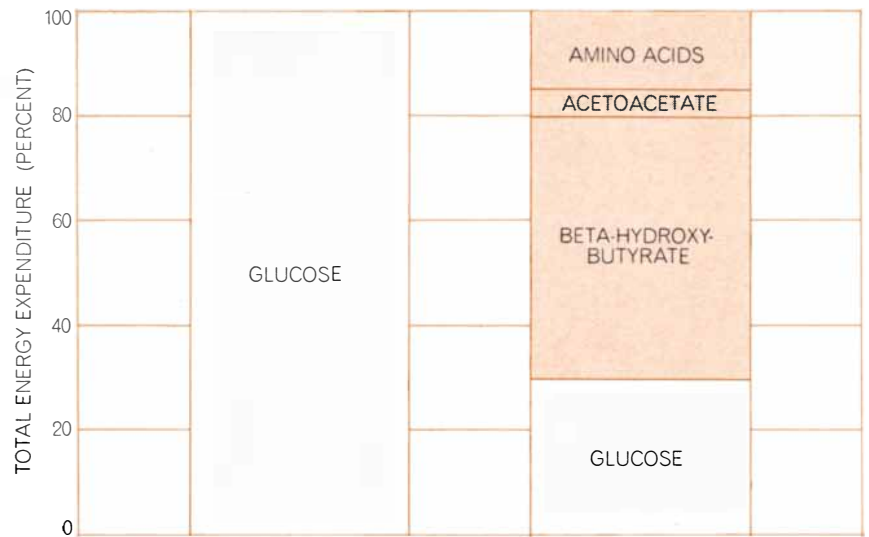 TOTAL ENERGY EXPENDITURE (PERCENT)
100
80
60
40
20
0
GLUCOSE
AMINO ACIDS
ACETOACETATE
BETA-HYDROXY-
BUTYRATE
GLUCOSE